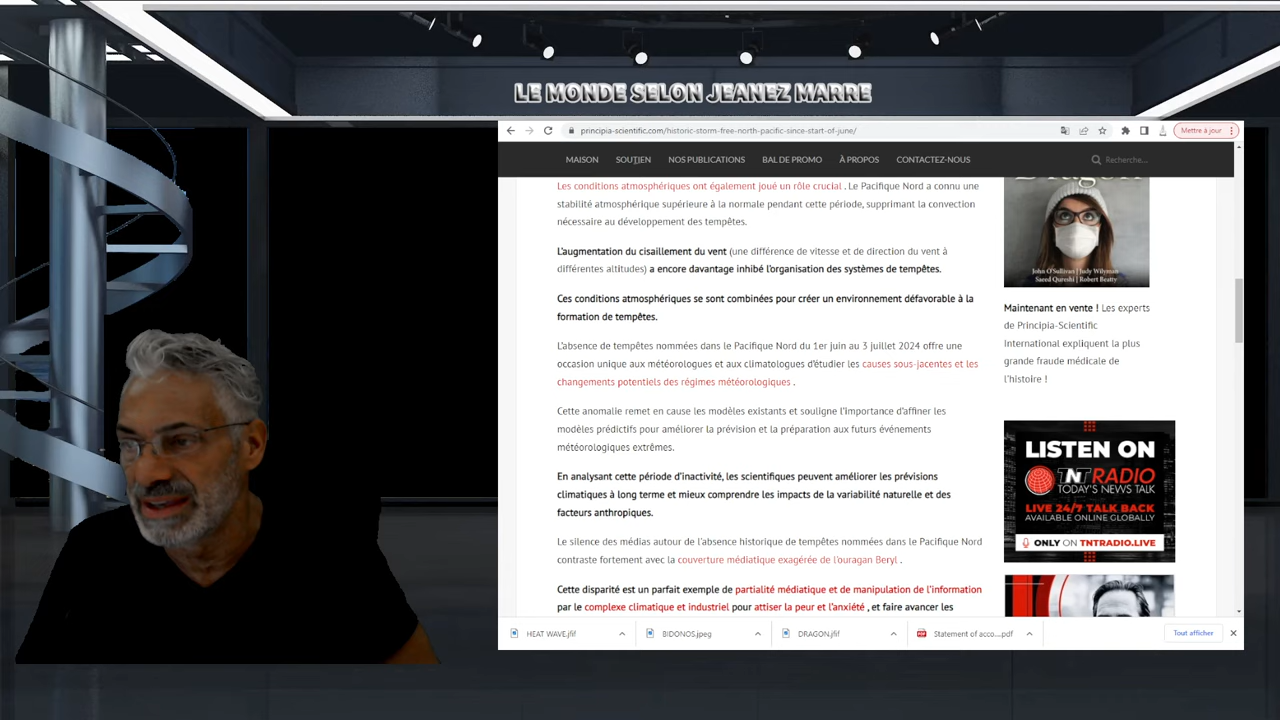 LE MONDE SELON JEANEZ MARRE
principia-scientific.com/historic-storm-free-north-pacific-since-start-of-june/
Mettre à jour
MAISON SOUTIEN NOS PUBLICATIONS BAL DE PROMO À PROPOS CONTACTEZ-NOUS Recherche...
Les conditions atmosphériques ont également joué un rôle crucial . Le Pacifique Nord a connu une
stabilité atmosphérique supérieure à la normale pendant cette période, supprimant la convection
nécessaire au développement des tempêtes.
L'augmentation du cisaillement du vent (une différence de vitesse et de direction du vent à
différentes altitudes) a encore davantage inhibé l'organisation des systèmes de tempêtes.
Ces conditions atmosphériques se sont combinées pour créer un environnement défavorable à la
formation de tempêtes.
L'absence de tempêtes nommées dans le Pacifique Nord du 1er juin au 3 juillet 2024 offre une
occasion unique aux météorologues et aux climatologues d'étudier les causes sous-jacentes et les
changements potentiels des régimes météorologiques .
Cette anomalie remet en cause les modèles existants et souligne l'importance d'affiner les
modèles prédictifs pour améliorer la prévision et la préparation aux futurs événements
météorologiques extrêmes.
En analysant cette période d'inactivité, les scientifiques peuvent améliorer les prévisions
climatiques à long terme et mieux comprendre les impacts de la variabilité naturelle et des
facteurs anthropiques.
Le silence des médias autour de l'absence historique de tempêtes nommées dans le Pacifique Nord
contraste fortement avec la couverture médiatique exagérée de l'ouragan Beryl .
Cette disparité est un parfait exemple de partialité médiatique et de manipulation de l'information
par le complexe climatique et industriel pour attiser la peur et l'anxiété , et faire avancer les
Dragon
John O'Sullivan | Judy Wilyman
Saeed Qureshi | Robert Beatty
Maintenant en vente ! Les experts
de Principia-Scientific
International expliquent la plus
grande fraude médicale de
l'histoire !
LISTEN ON
TNTRADIO
TODAY'S NEWS TALK
LIVE 24/7 TALK BACK
AVAILABLE ONLINE GLOBALLY
ONLY ON TNTRADIO.LIVE
HEAT WAVE.jfif
BIDONOS.jpeg
DRAGON.jfif
Statement of acco....pdf
Tout afficher